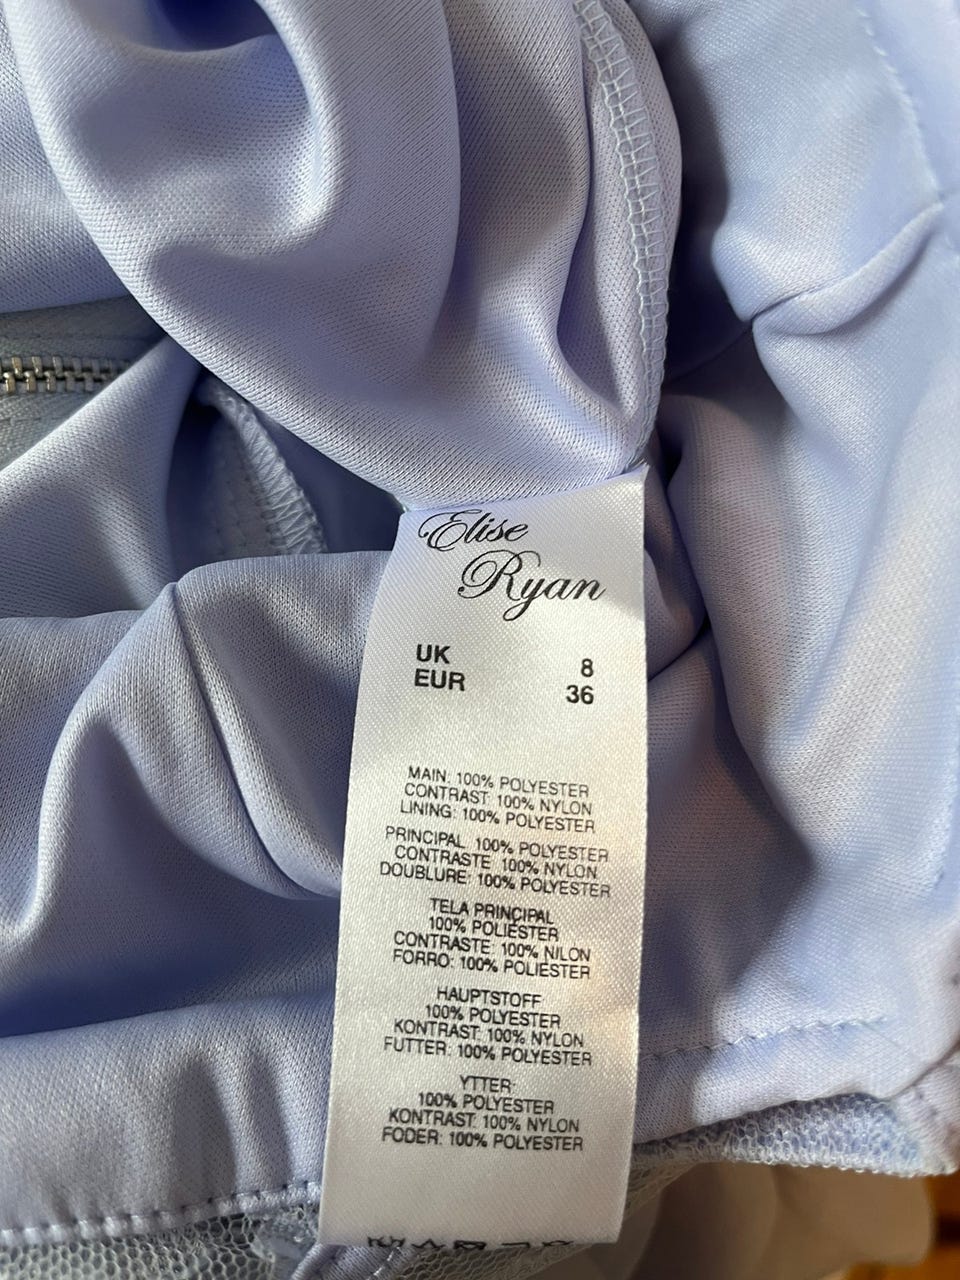 Elise
Ryan
UK 8
EUR 36
MAIN: 100% POLYESTER
CONTRAST: 100% NYLON
LINING: 100% POLYESTER
PRINCIPAL 100% POLYESTER
CONTRASTE 100% NYLON
DOUBLURE: 100% POLYESTER
TELA PRINCIPAL
100% POLIÉSTER
CONTRASTE: 100% NILON
FORRO: 100% POLIÉSTER
HAUPTSTOFF
100% POLYESTER
KONTRAST: 100% NYLON
FUTTER: 100% POLYESTER
YTTER:
100% POLYESTER
KONTRAST: 100% NYLON
FODER: 100% POLYESTER